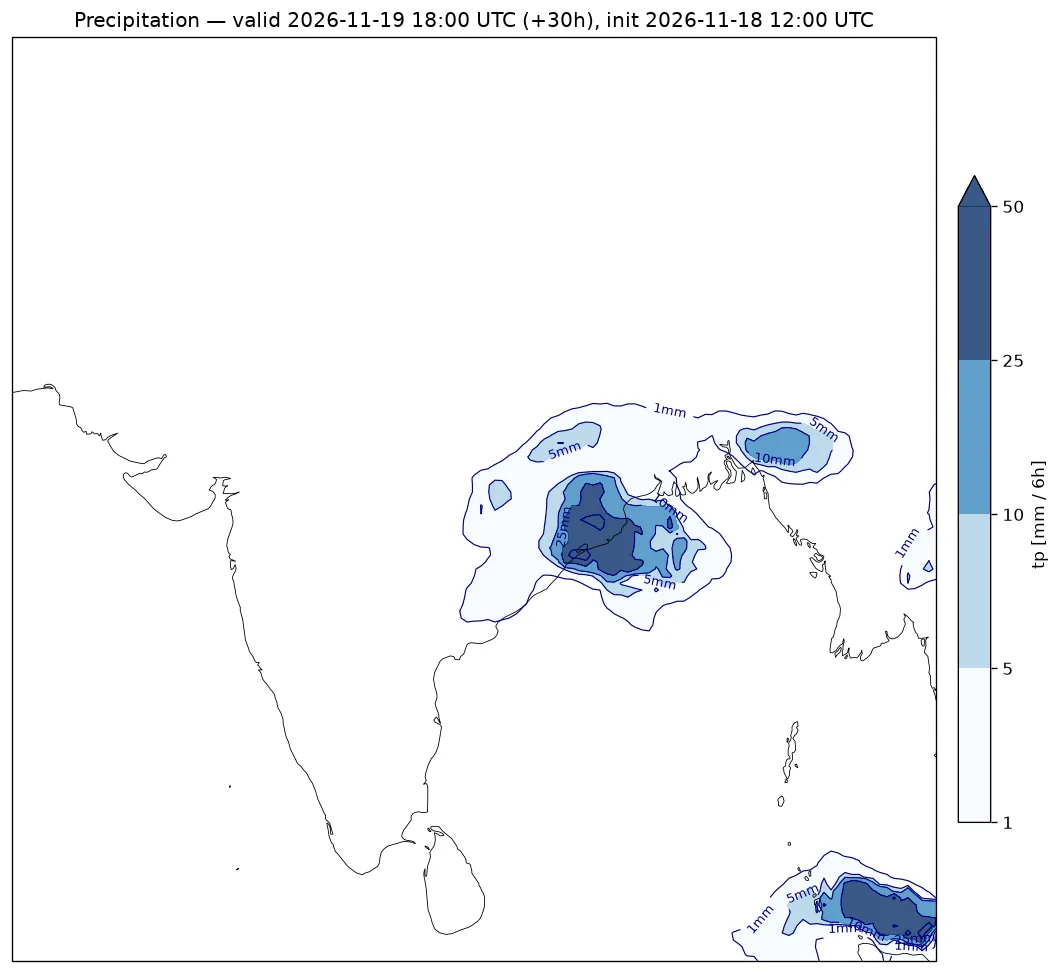 Precipitation — valid 2026-11-19 18:00 UTC (+30h), init 2026-11-18 12:00 UTC
50
25
10
5
1
tp [mm / 6h]
1mm
5mm
5mm
10mm
25mm
5mm
1mm
5mm
1mm
1mm
1mm